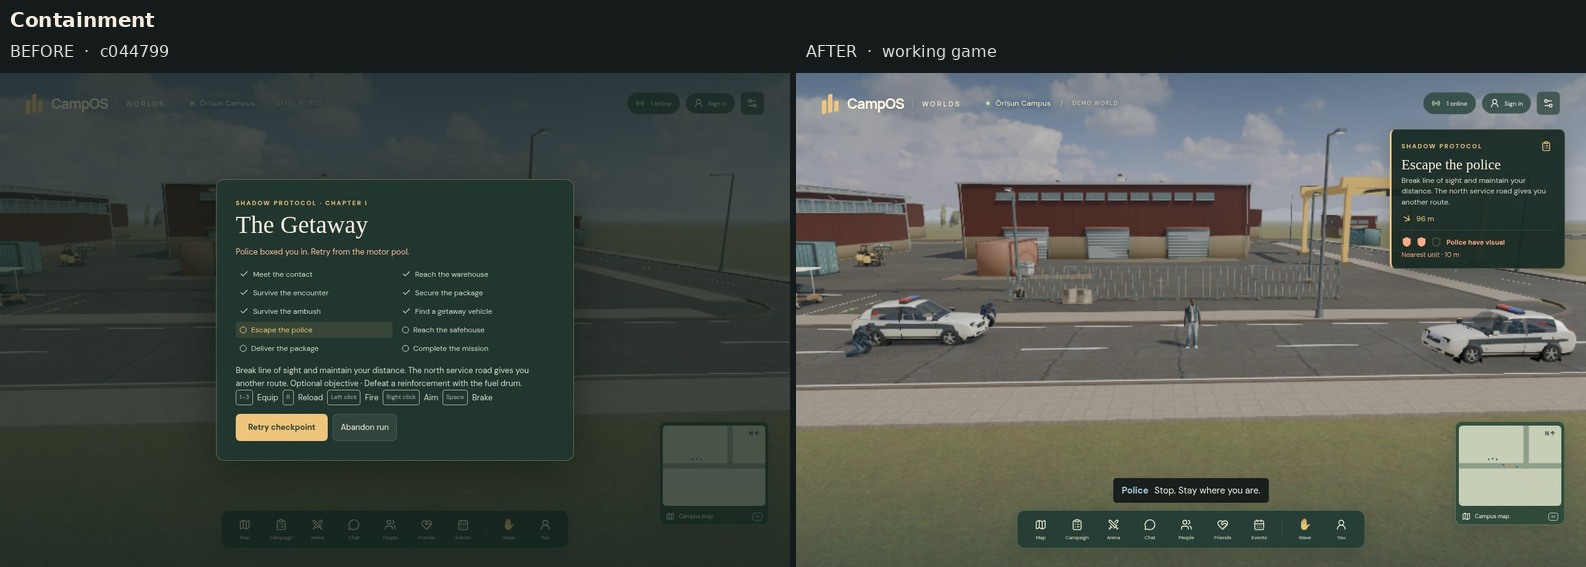 Containment
BEFORE · c044799
AFTER · working game
CampOS
WORLDS
Òrìṣun Campus / DEMO WORLD
1 online
Sign in
SHADOW PROTOCOL · CHAPTER I
The Getaway
Police boxed you in. Retry from the motor pool.
Meet the contact
Reach the warehouse
Survive the encounter
Secure the package
Survive the ambush
Find a getaway vehicle
Escape the police
Reach the safehouse
Deliver the package
Complete the mission
Break line of sight and maintain your distance. The north service road gives you
another route. Optional objective · Defeat a reinforcement with the fuel drum.
1–3 Equip R Reload Left click Fire Right click Aim Space Brake
Retry checkpoint
Abandon run
N↑
Campus map
M
Map
Campaign
Arena
Chat
People
Friends
Events
Wave
You
CampOS
WORLDS
Òrìṣun Campus / DEMO WORLD
1 online
Sign in
SHADOW PROTOCOL
Escape the police
Break line of sight and maintain your
distance. The north service road gives you
another route.
96 m
Police have visual
Nearest unit · 10 m
N↑
Campus map
M
Police Stop. Stay where you are.
Map
Campaign
Arena
Chat
People
Friends
Events
Wave
You